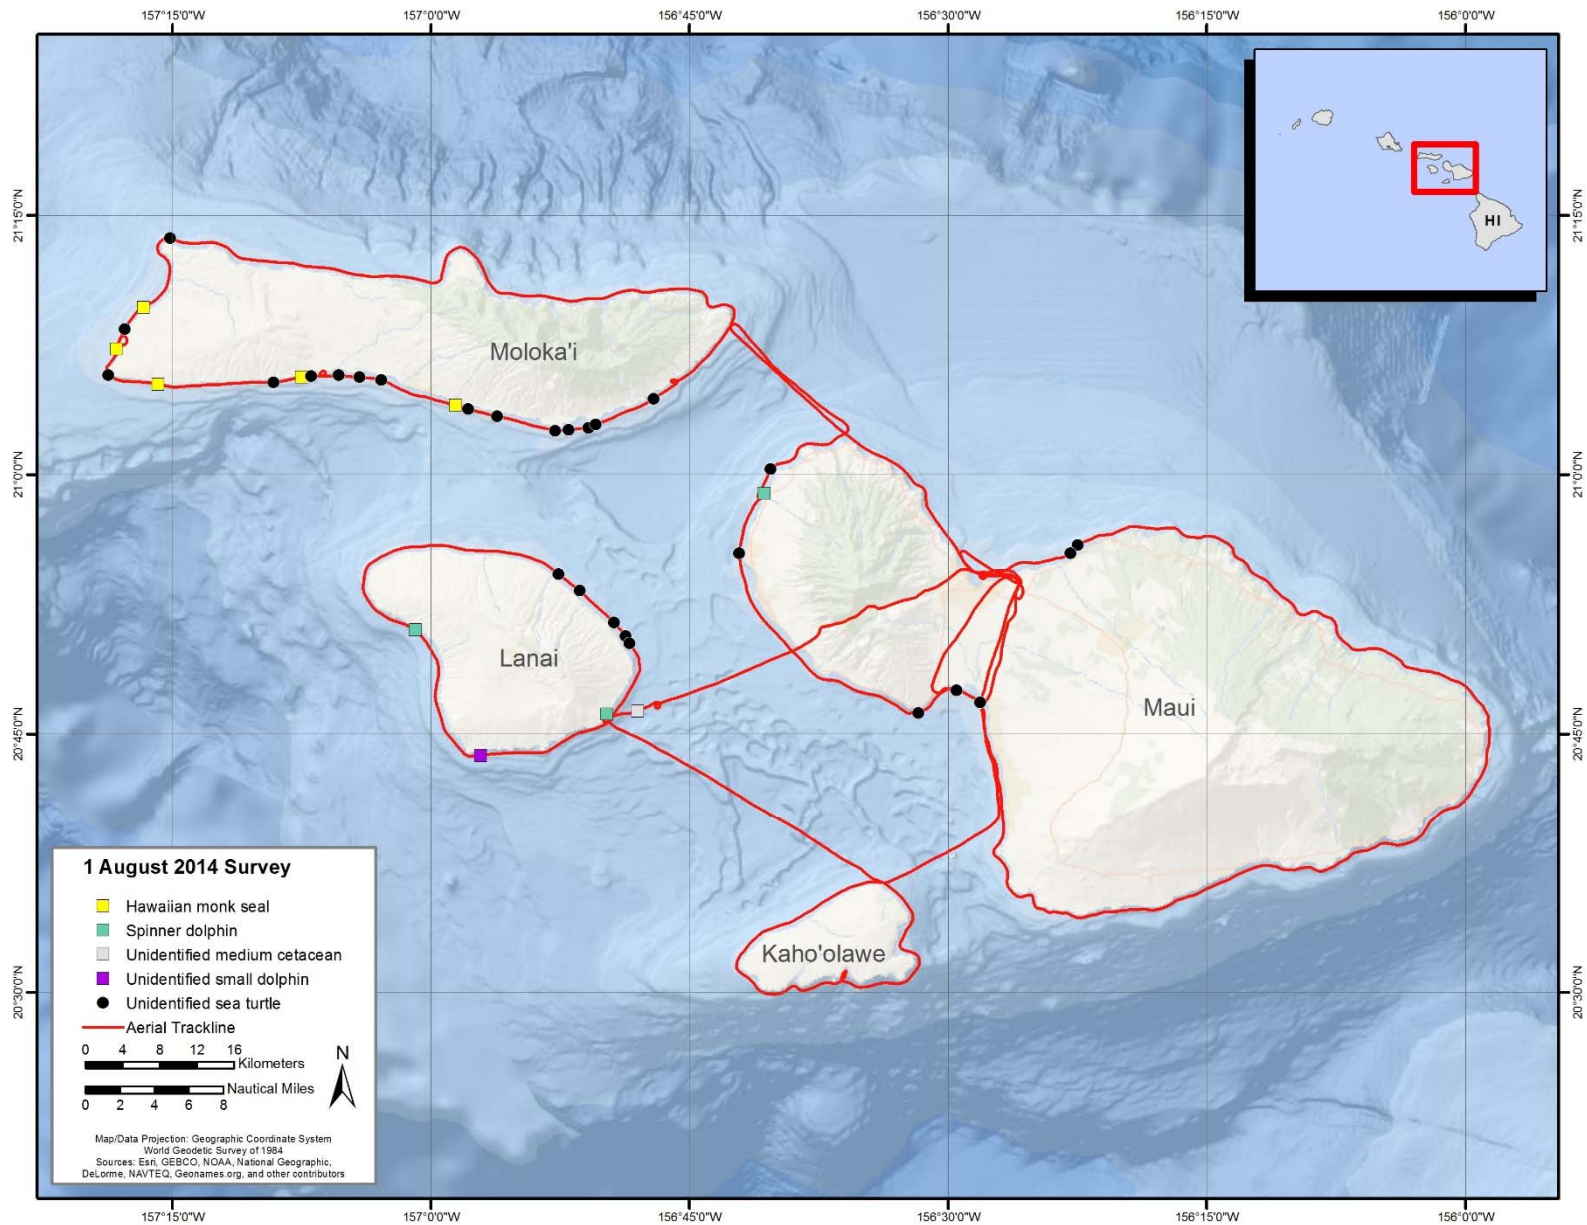 157°15'0"W 157°0'0"W 156°45'0"W 156°30'0"W 156°15'0"W 156°0'0"W
HI
21°15'0"N 21°15'0"N
Moloka'i
21°0'0"N 21°0'0"N
Lanai
Maui
20°45'0"N 20°45'0"N
Kaho'olawe
20°30'0"N 20°30'0"N
1 August 2014 Survey
Hawaiian monk seal
Spinner dolphin
Unidentified medium cetacean
Unidentified small dolphin
Unidentified sea turtle
Aerial Trackline
0 4 8 12 16
Kilometers
Nautical Miles
0 2 4 6 8
N
Map/Data Projection: Geographic Coordinate System
World Geodetic Survey of 1984
Sources: Esri, GEBCO, NOAA, National Geographic,
DeLorme, NAVTEQ, Geonames.org, and other contributors
157°15'0"W 157°0'0"W 156°45'0"W 156°30'0"W 156°15'0"W 156°0'0"W